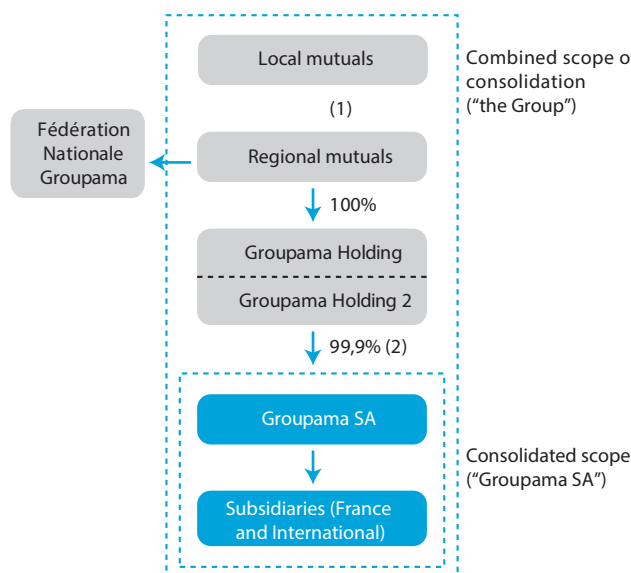 Local mutuals
Combined scope o
consolidation
("the Group")
(1)
Fédération
Nationale
Groupama
Regional mutuals
100%
Groupama Holding
Groupama Holding 2
99,9% (2)
Groupama SA
Consolidated scope
("Groupama SA")
Subsidiaries (France
and International)